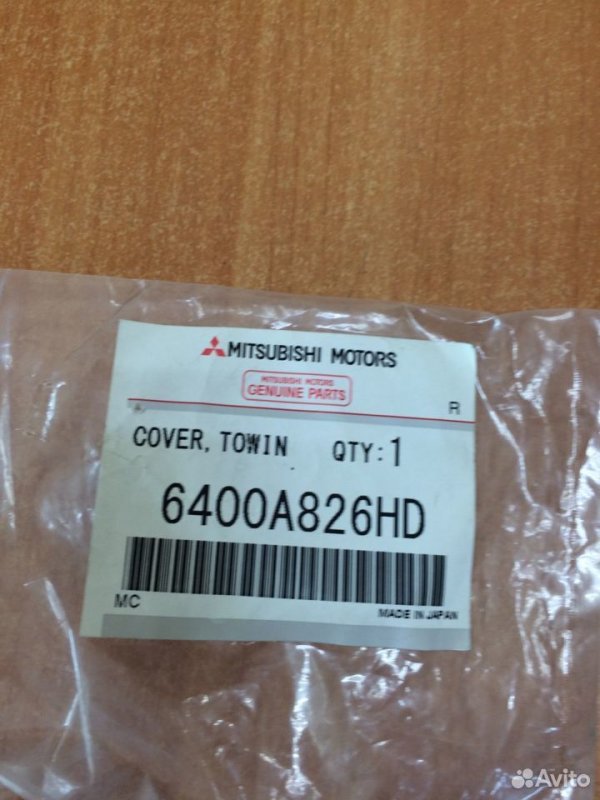 MITSUBISHI MOTORS
MITSUBISHI MOTORS
GENUINE PARTS
A R
COVER, TOWIN QTY: 1
6400A826HD
MC MADE IN JAPAN
Avito